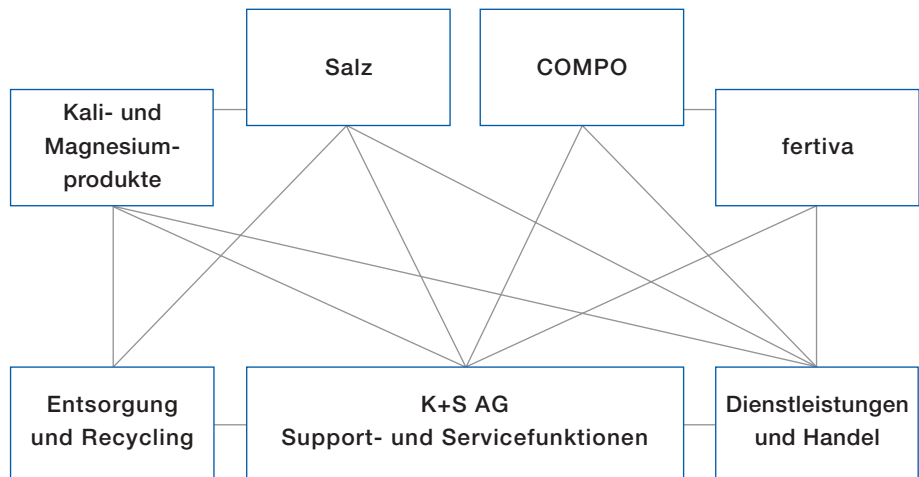 Salz
COMPO
Kali- und
Magnesium-
produkte
fertiva
Entsorgung
und Recycling
K+S AG
Support- und Servicefunktionen
Dienstleistungen
und Handel